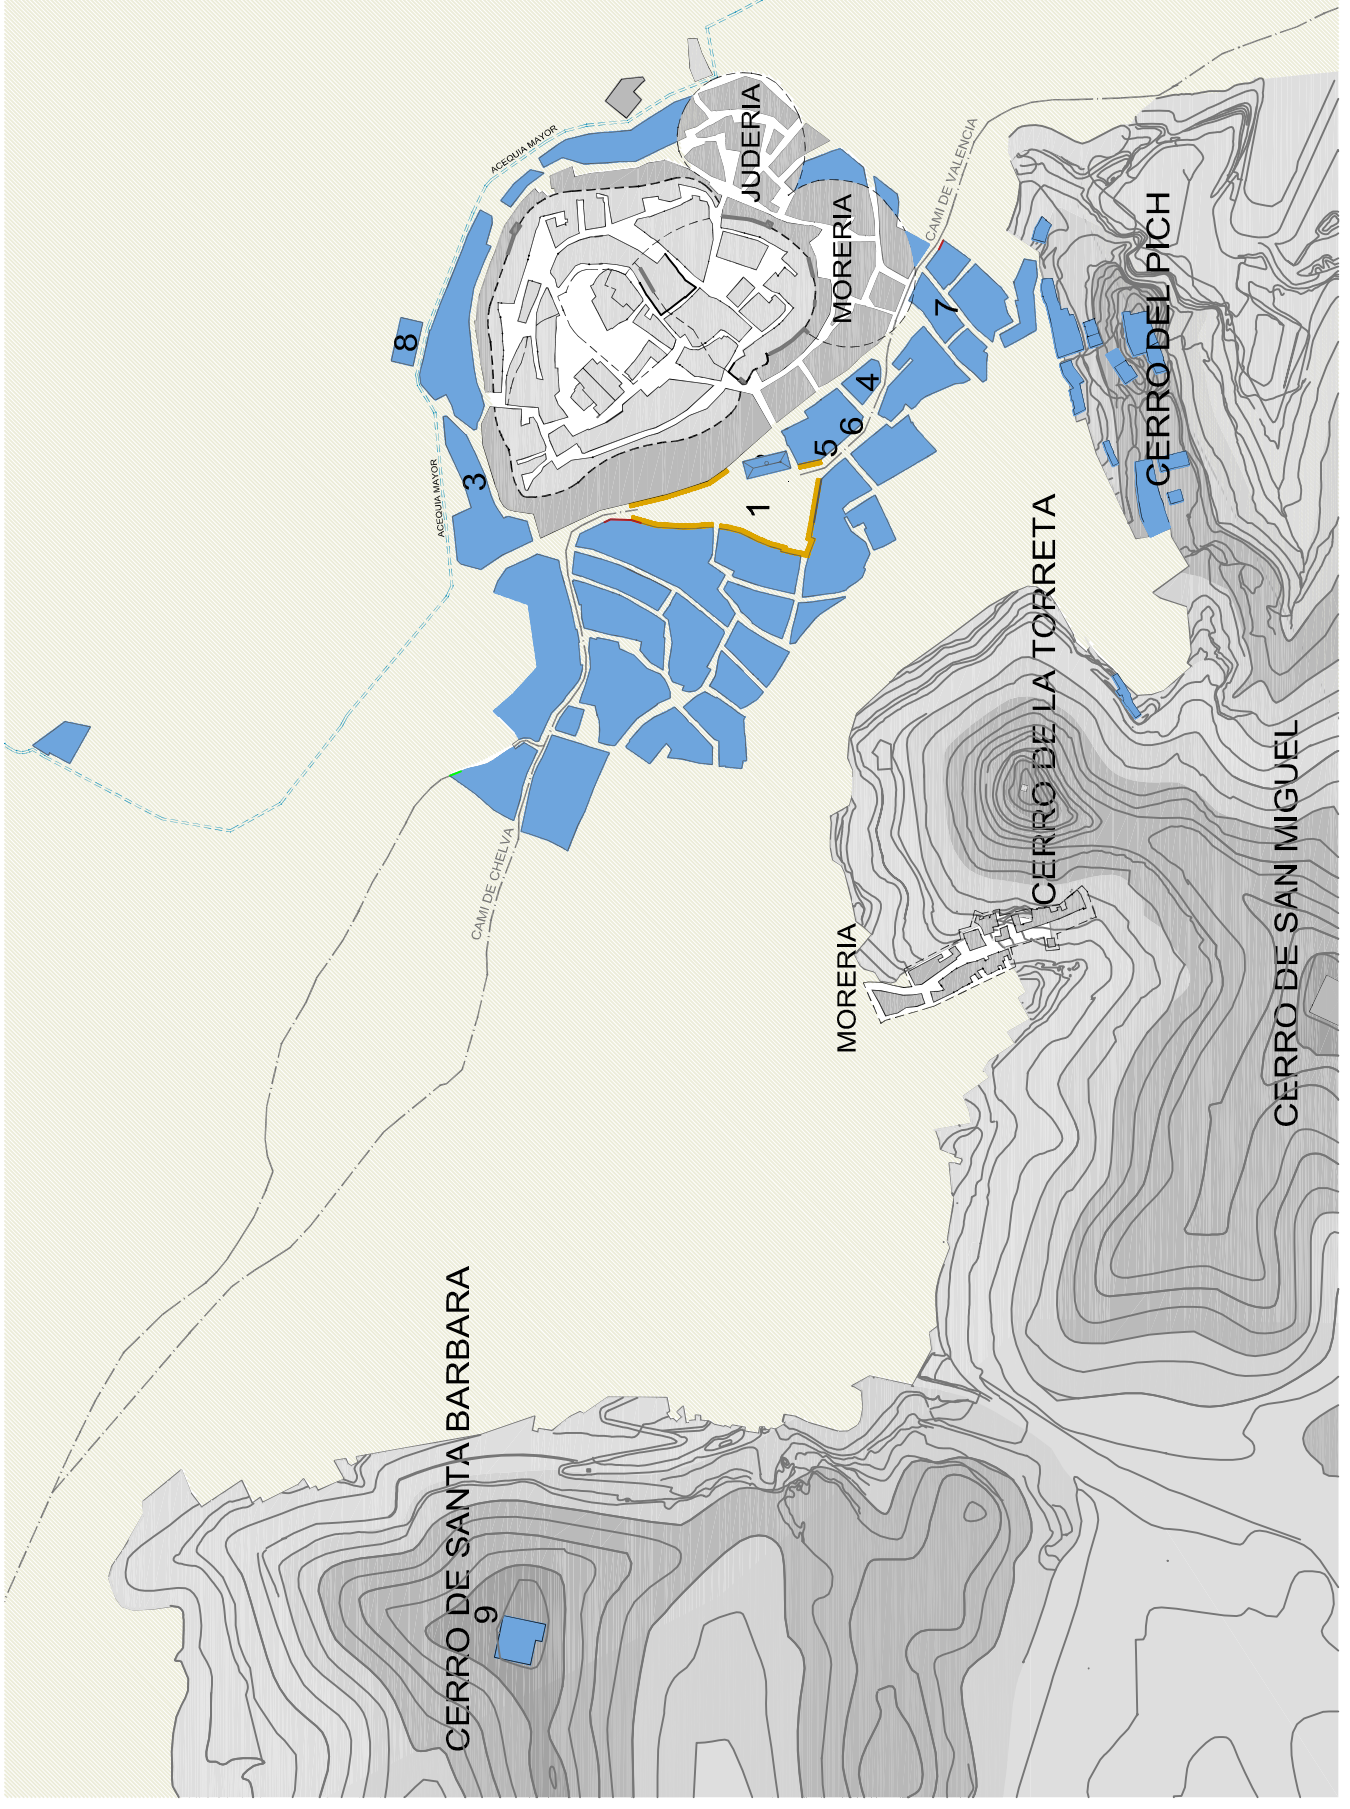 ACEQUIA MAYOR
JUDERIA
CAMI DE VALENCIA
MORERIA
CERRO DEL PICH
8
7
4
6
5
3
ACEQUIA MAYOR
1
CERRO DE LA TORRETA
CAMI DE CHELVA
MORERIA
CERRO DE SAN MIGUEL
CERRO DE SANTA BARBARA
9